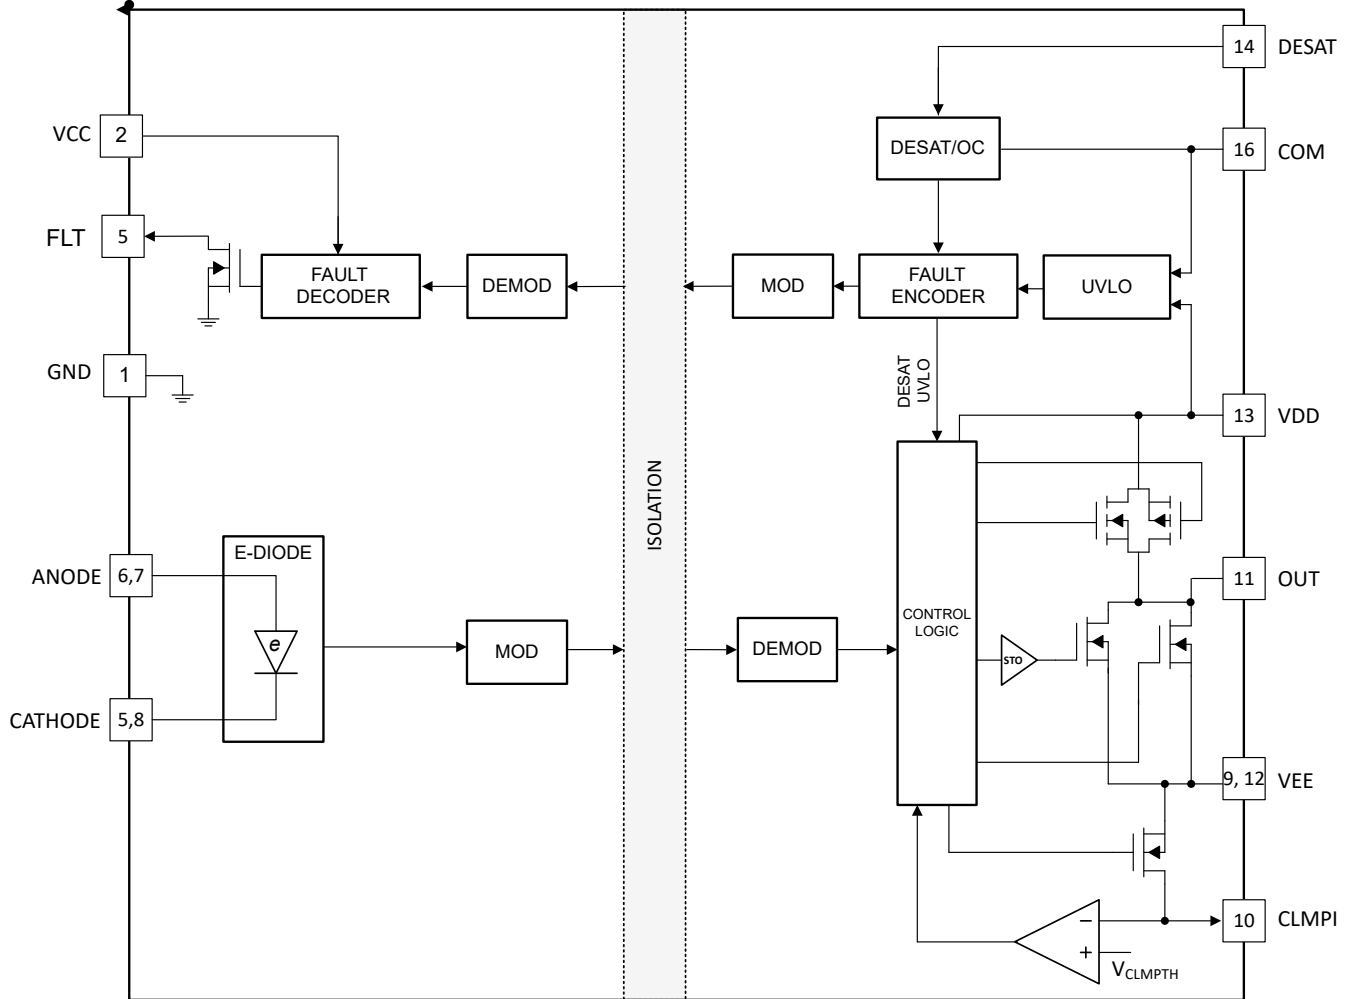 14 DESAT
VCC 2
DESAT/OC
16 COM
FLT 5
FAULT
DECODER
DEMOD
MOD
FAULT
ENCODER
UVLO
GND 1
DESAT
UVLO
13 VDD
ISOLATION
E-DIODE
ANODE 6,7
11 OUT
e
MOD
DEMOD
CONTROL
LOGIC
STO
CATHODE 5,8
9, 12 VEE
10 CLMPI
−
+
VCLMPTH